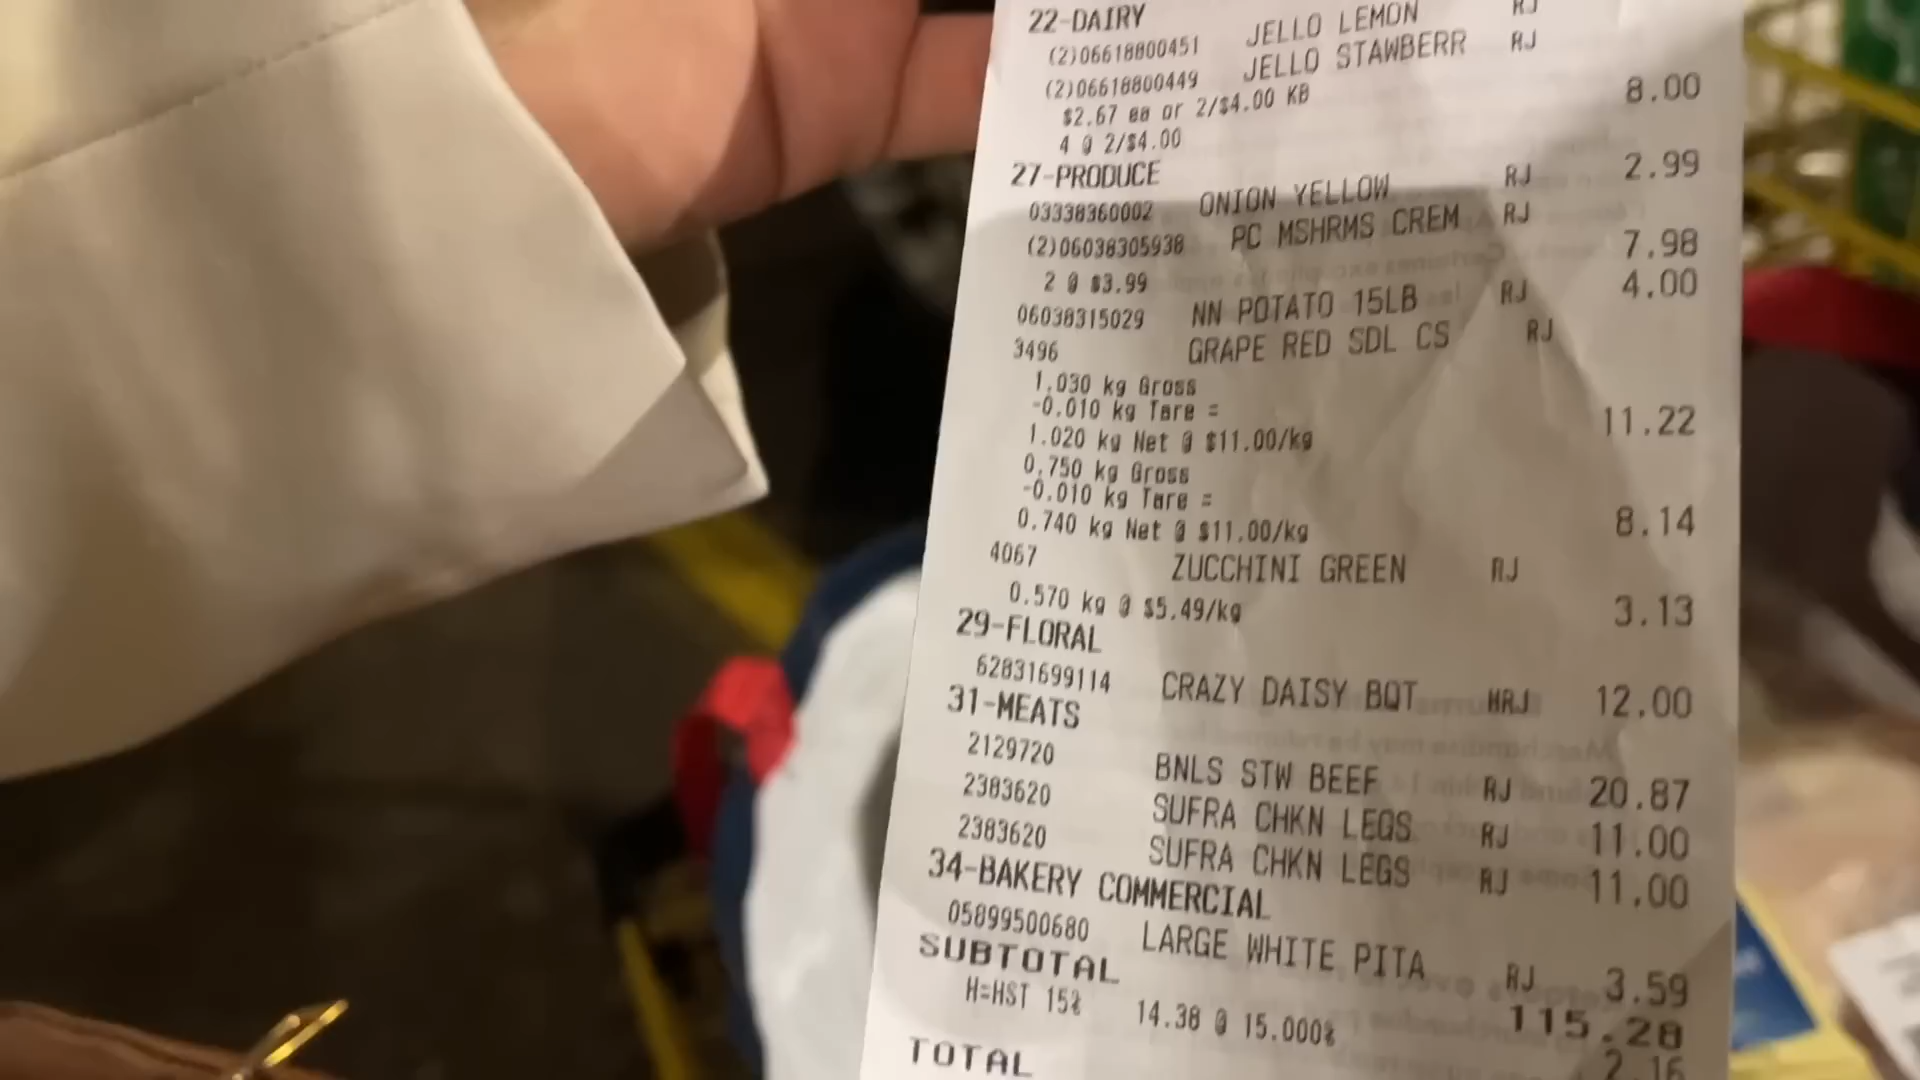 22-DAIRY
(2)06618800451 JELLO LEMON RJ
(2)06618800449 JELLO STAWBERR RJ
$2.67 ea or 2/$4.00 KB
4 @ 2/$4.00 8.00
27-PRODUCE
03338360002 ONION YELLOW RJ 2.99
(2)06038305938 PC MSHRMS CREM RJ
2 @ $3.99 7.98
06038315029 NN POTATO 15LB RJ 4.00
3496 GRAPE RED SDL CS RJ
1.030 kg Gross
-0.010 kg Tare =
1.020 kg Net @ $11.00/kg 11.22
0.750 kg Gross
-0.010 kg Tare =
0.740 kg Net @ $11.00/kg 8.14
4067 ZUCCHINI GREEN RJ
0.570 kg @ $5.49/kg 3.13
29-FLORAL
62831699114 CRAZY DAISY BQT HRJ 12.00
31-MEATS
2129720 BNLS STW BEEF RJ 20.87
2383620 SUFRA CHKN LEGS RJ 11.00
2383620 SUFRA CHKN LEGS RJ 11.00
34-BAKERY COMMERCIAL
05899500680 LARGE WHITE PITA RJ 3.59
SUBTOTAL 115.28
H=HST 15% 14.38 @ 15.000% 2.16
TOTAL